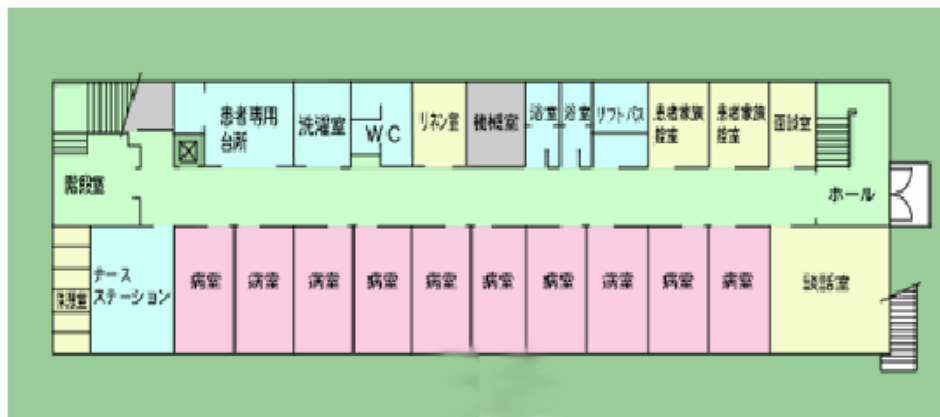 患者専用
台所
洗濯室
WC
リネン室
機械室
浴室
浴室
リフトバス
患者家族
控室
患者家族
控室
面談室
階段室
ホール
ナース
ステーション
病室
病室
病室
病室
病室
病室
病室
病室
病室
病室
談話室